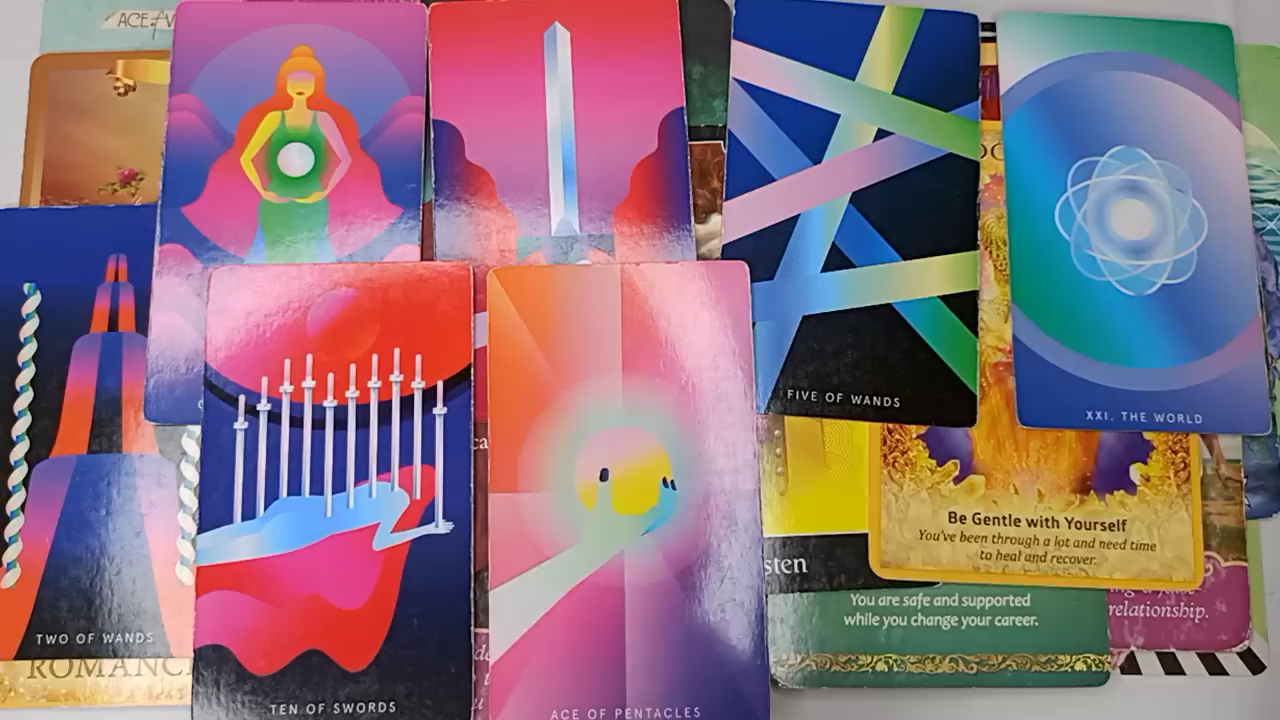 ACE
FIVE OF WANDS
XXI. THE WORLD
Be Gentle with Yourself
You've been through a lot and need time
to heal and recover.
sten
You are safe and supported
while you change your career.
relationship.
TWO OF WANDS
ROMANC
TEN OF SWORDS
ACE OF PENTACLES